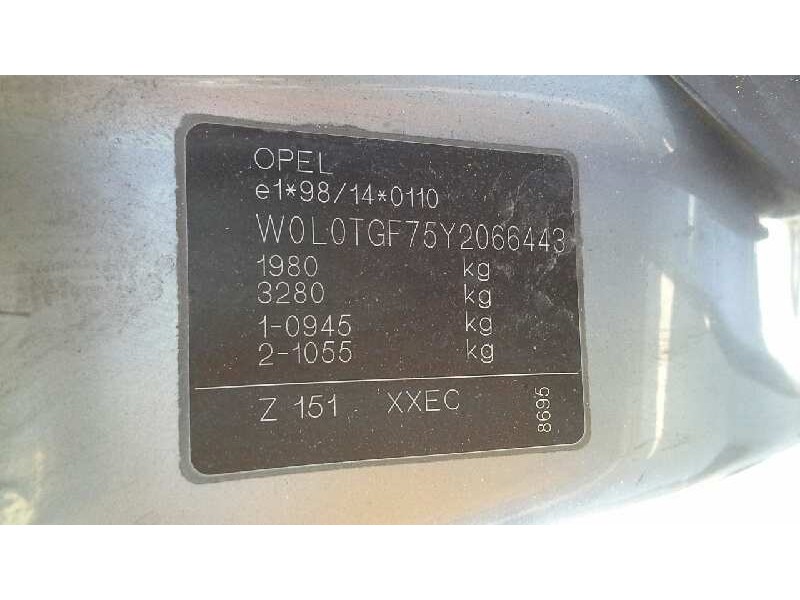 OPEL
e1*98/14*0110
W0L0TGF75Y2066443
1980 kg
3280 kg
1-0945 kg
2-1055 kg
Z 151 XXEC
8695